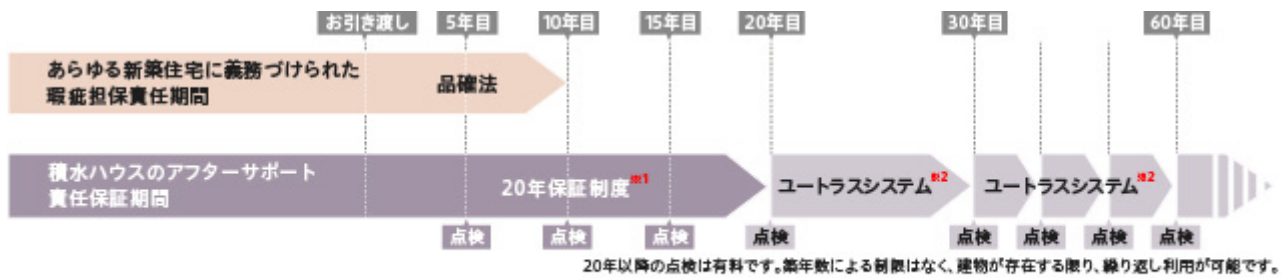 お引き渡し 5年目 10年目 15年目 20年目 30年目 60年目
あらゆる新築住宅に義務づけられた
瑕疵担保責任期間
品確法
積水ハウスのアフターサポート
責任保証期間
20年保証制度※1
ユートラスシステム※2
ユートラスシステム※2
点検 点検 点検 点検 点検 点検 点検 点検
20年以降の点検は有料です。築年数による制限はなく、建物が存在する限り、繰り返し利用が可能です。